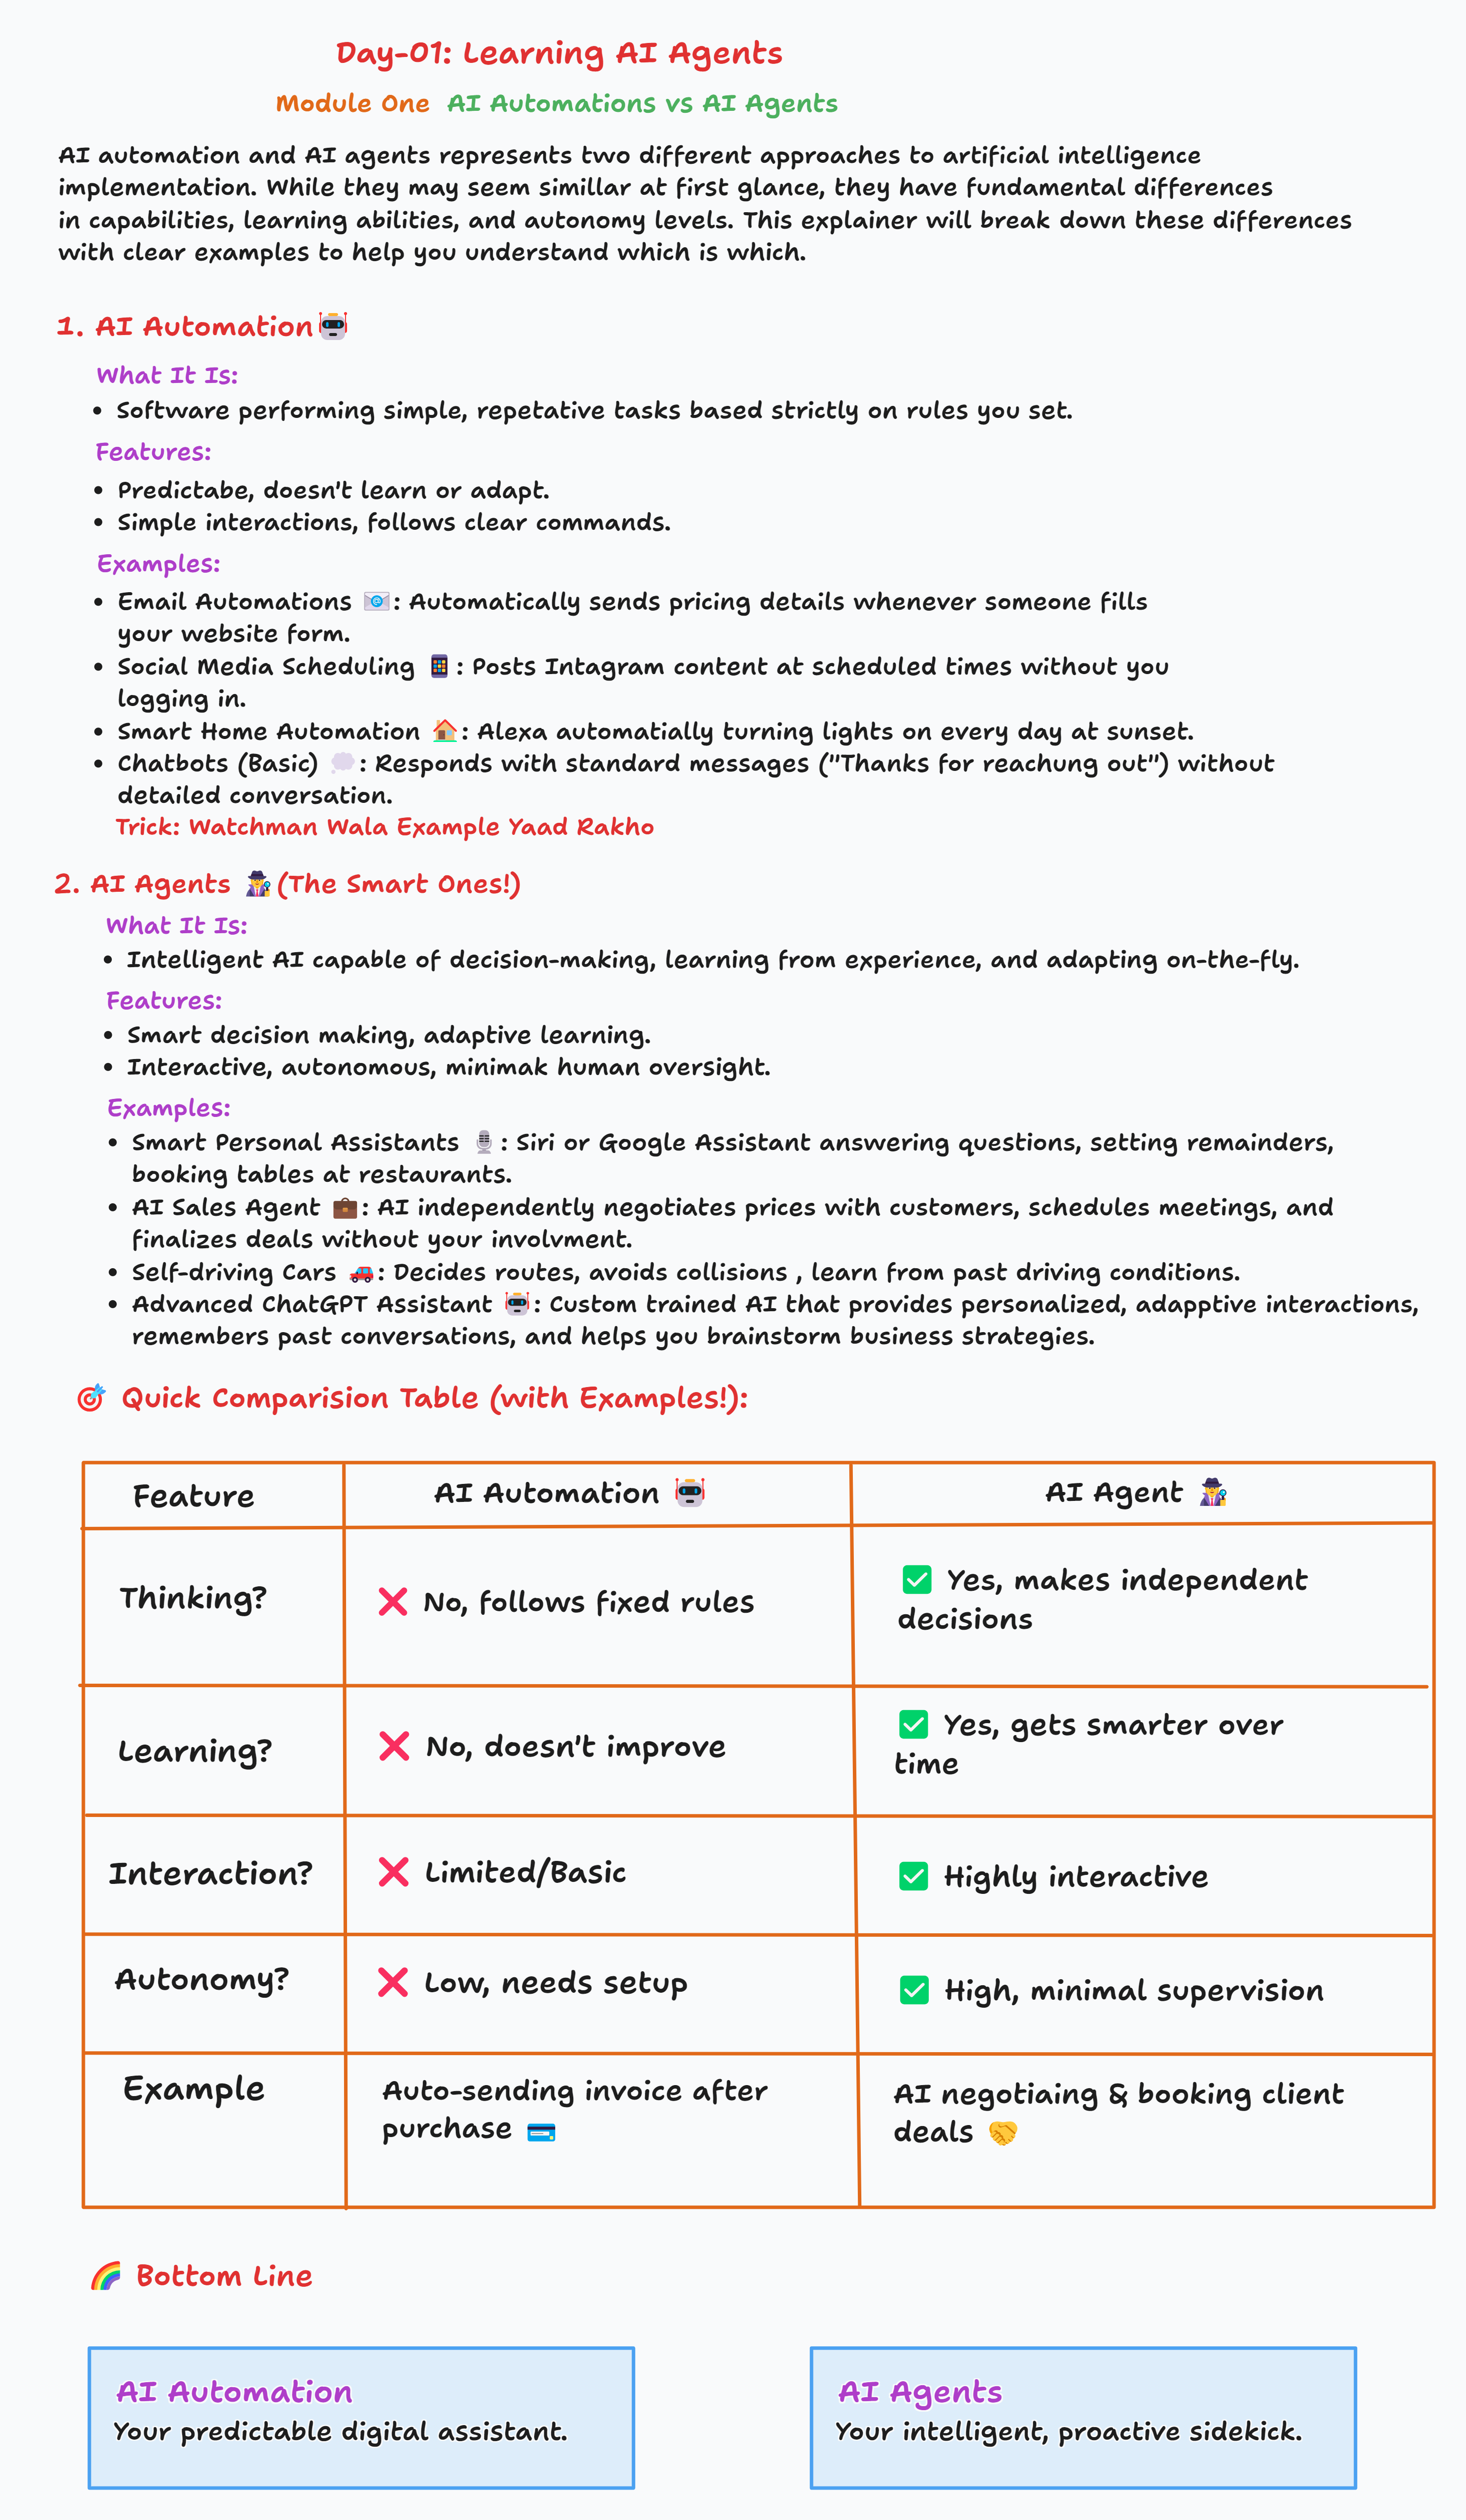 Day-01: Learning AI Agents
Module One AI Automations vs AI Agents
AI automation and AI agents represents two different approaches to artificial intelligence
implementation. While they may seem simillar at first glance, they have fundamental differences
in capabilities, learning abilities, and autonomy levels. This explainer will break down these differences
with clear examples to help you understand which is which.
1. AI Automation🤖
What It Is:
• Software performing simple, repetative tasks based strictly on rules you set.
Features:
• Predictabe, doesn't learn or adapt.
• Simple interactions, follows clear commands.
Examples:
• Email Automations 📧: Automatically sends pricing details whenever someone fills
your website form.
• Social Media Scheduling 📱: Posts Intagram content at scheduled times without you
logging in.
• Smart Home Automation 🏠: Alexa automatially turning lights on every day at sunset.
• Chatbots (Basic) 💭: Responds with standard messages ("Thanks for reachung out") without
detailed conversation.
Trick: Watchman Wala Example Yaad Rakho
2. AI Agents 🕵️ (The Smart Ones!)
What It Is:
• Intelligent AI capable of decision-making, learning from experience, and adapting on-the-fly.
Features:
• Smart decision making, adaptive learning.
• Interactive, autonomous, minimak human oversight.
Examples:
• Smart Personal Assistants 🎙️: Siri or Google Assistant answering questions, setting remainders,
booking tables at restaurants.
• AI Sales Agent 💼: AI independently negotiates prices with customers, schedules meetings, and
finalizes deals without your involvment.
• Self-driving Cars 🚗: Decides routes, avoids collisions , learn from past driving conditions.
• Advanced ChatGPT Assistant 🤖: Custom trained AI that provides personalized, adapptive interactions,
remembers past conversations, and helps you brainstorm business strategies.
🎯 Quick Comparision Table (with Examples!):
Feature
AI Automation 🤖
AI Agent 🕵️
Thinking?
❌ No, follows fixed rules
✅ Yes, makes independent
decisions
Learning?
❌ No, doesn't improve
✅ Yes, gets smarter over
time
Interaction?
❌ Limited/Basic
✅ Highly interactive
Autonomy?
❌ Low, needs setup
✅ High, minimal supervision
Example
Auto-sending invoice after
purchase 💳
AI negotiaing & booking client
deals 🤝
🌈 Bottom Line
AI Automation
Your predictable digital assistant.
AI Agents
Your intelligent, proactive sidekick.